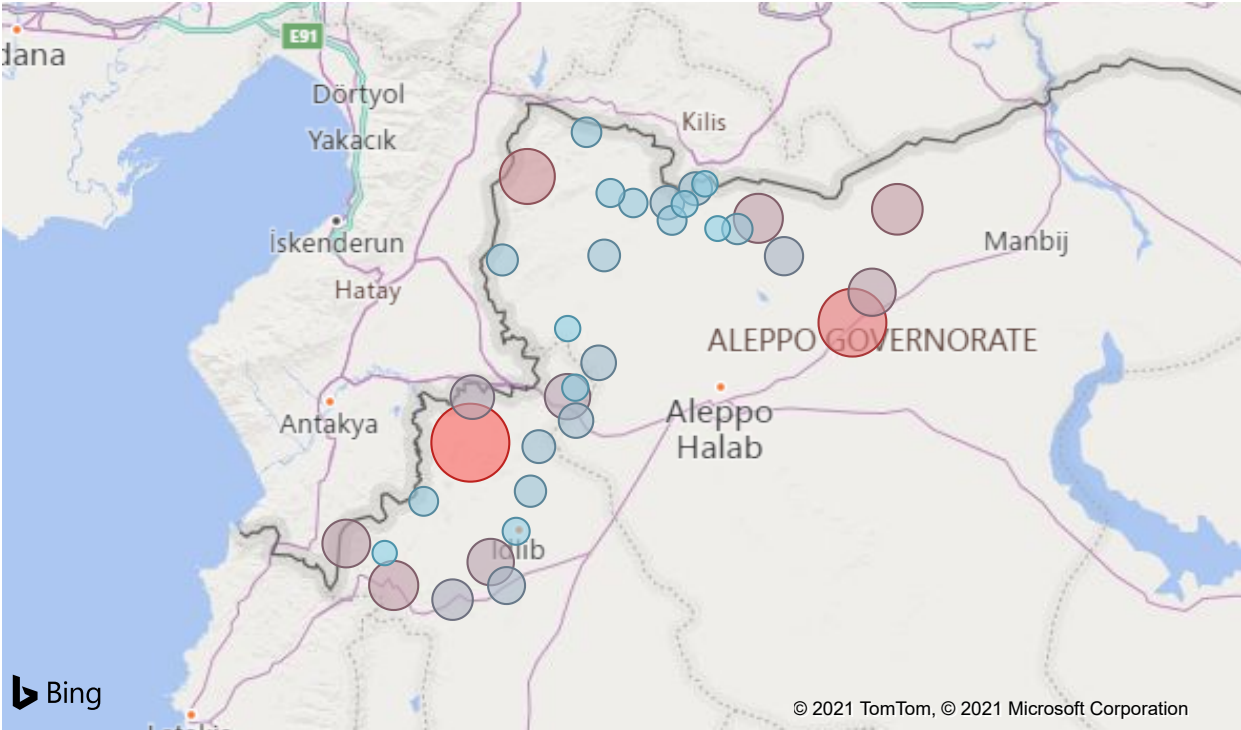 E91
dana
Dörtyol
Yakacık
Kilis
İskenderun
Hatay
Manbij
ALEPPO GOVERNORATE
Antakya
Aleppo
Halab
Idlib
Bing
© 2021 TomTom, © 2021 Microsoft Corporation